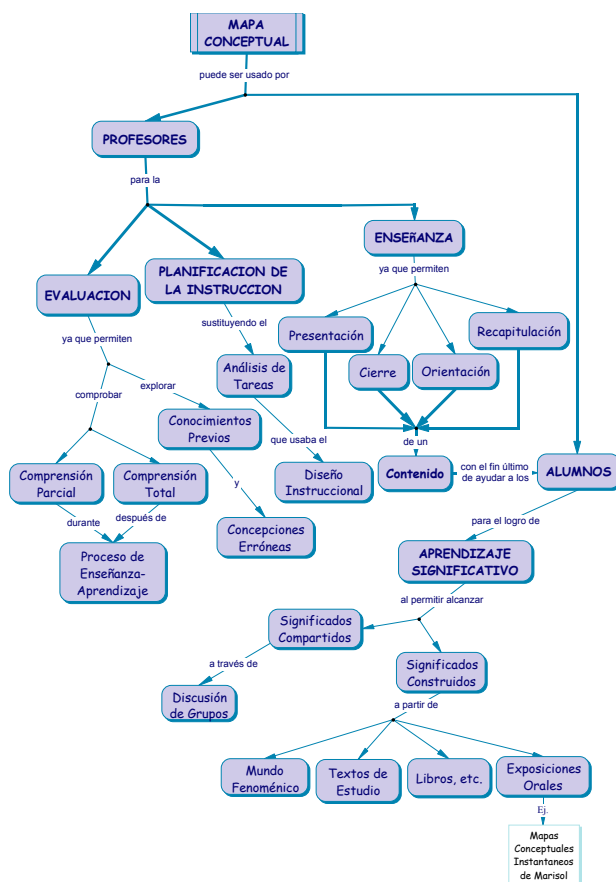 MAPA
CONCEPTUAL
puede ser usado por
PROFESORES
para la
ENSEñANZA
PLANIFICACION DE
LA INSTRUCCION
EVALUACION
ya que permiten
sustituyendo el
ya que permiten
Presentación
Recapitulación
Cierre
Orientación
Análisis de
Tareas
explorar
comprobar
Conocimientos
Previos
que usaba el
de un
Comprensión
Parcial
Comprensión
Total
y
Diseño
Instruccional
Contenido
con el fin último
de ayudar a los
ALUMNOS
durante
después de
Concepciones
Erróneas
para el logro de
Proceso de
Enseñanza-
Aprendizaje
APRENDIZAJE
SIGNIFICATIVO
al permitir alcanzar
Significados
Compartidos
Significados
Construidos
a través de
Discusión
de Grupos
a partir de
Mundo
Fenoménico
Textos de
Estudio
Libros, etc.
Exposiciones
Orales
Ej.
Mapas
Conceptuales
Instantaneos
de Marisol